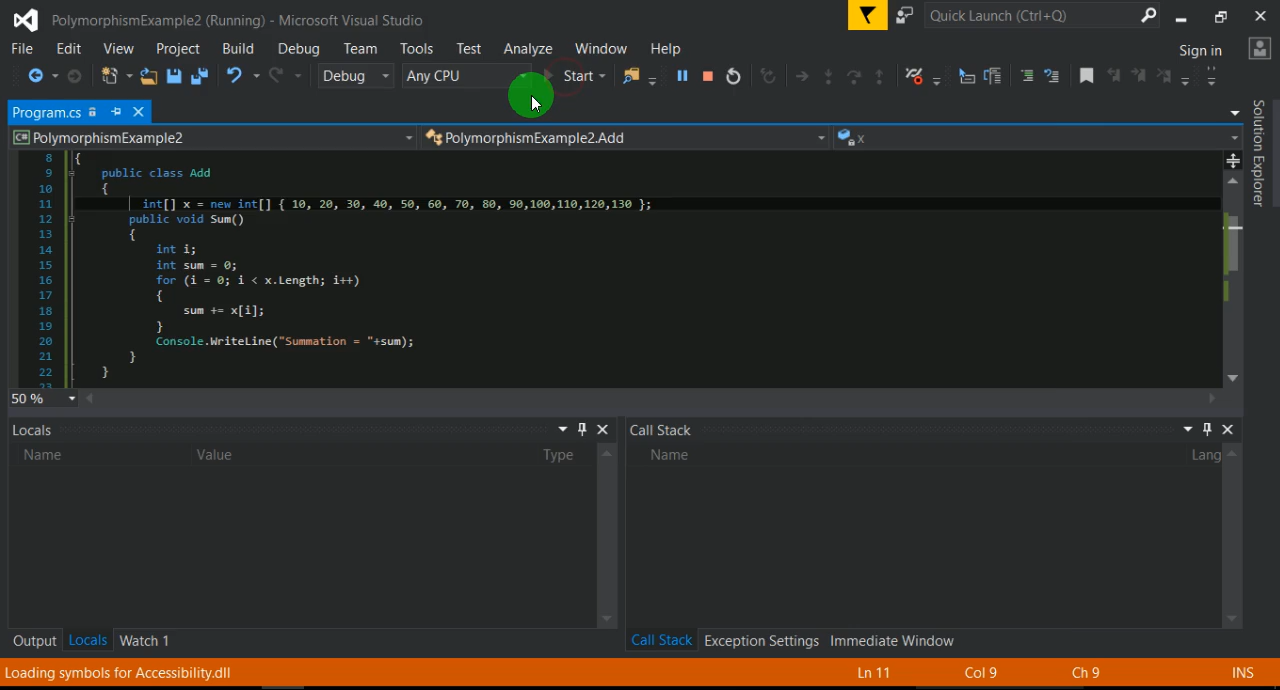 PolymorphismExample2 (Running) - Microsoft Visual Studio
Quick Launch (Ctrl+Q)
File Edit View Project Build Debug Team Tools Test Analyze Window Help
Sign in
Debug Any CPU Start
Program.cs
Solution Explorer
C# PolymorphismExample2 PolymorphismExample2.Add x
8 {
9 public class Add
10 {
11 int[] x = new int[] { 10, 20, 30, 40, 50, 60, 70, 80, 90,100,110,120,130 };
12 public void Sum()
13 {
14 int i;
15 int sum = 0;
16 for (i = 0; i < x.Length; i++)
17 {
18 sum += x[i];
19 }
20 Console.WriteLine("Summation = "+sum);
21 }
22 }
23
50 %
Locals
Name Value Type
Call Stack
Name Lang
Output Locals Watch 1
Call Stack Exception Settings Immediate Window
Loading symbols for Accessibility.dll Ln 11 Col 9 Ch 9 INS